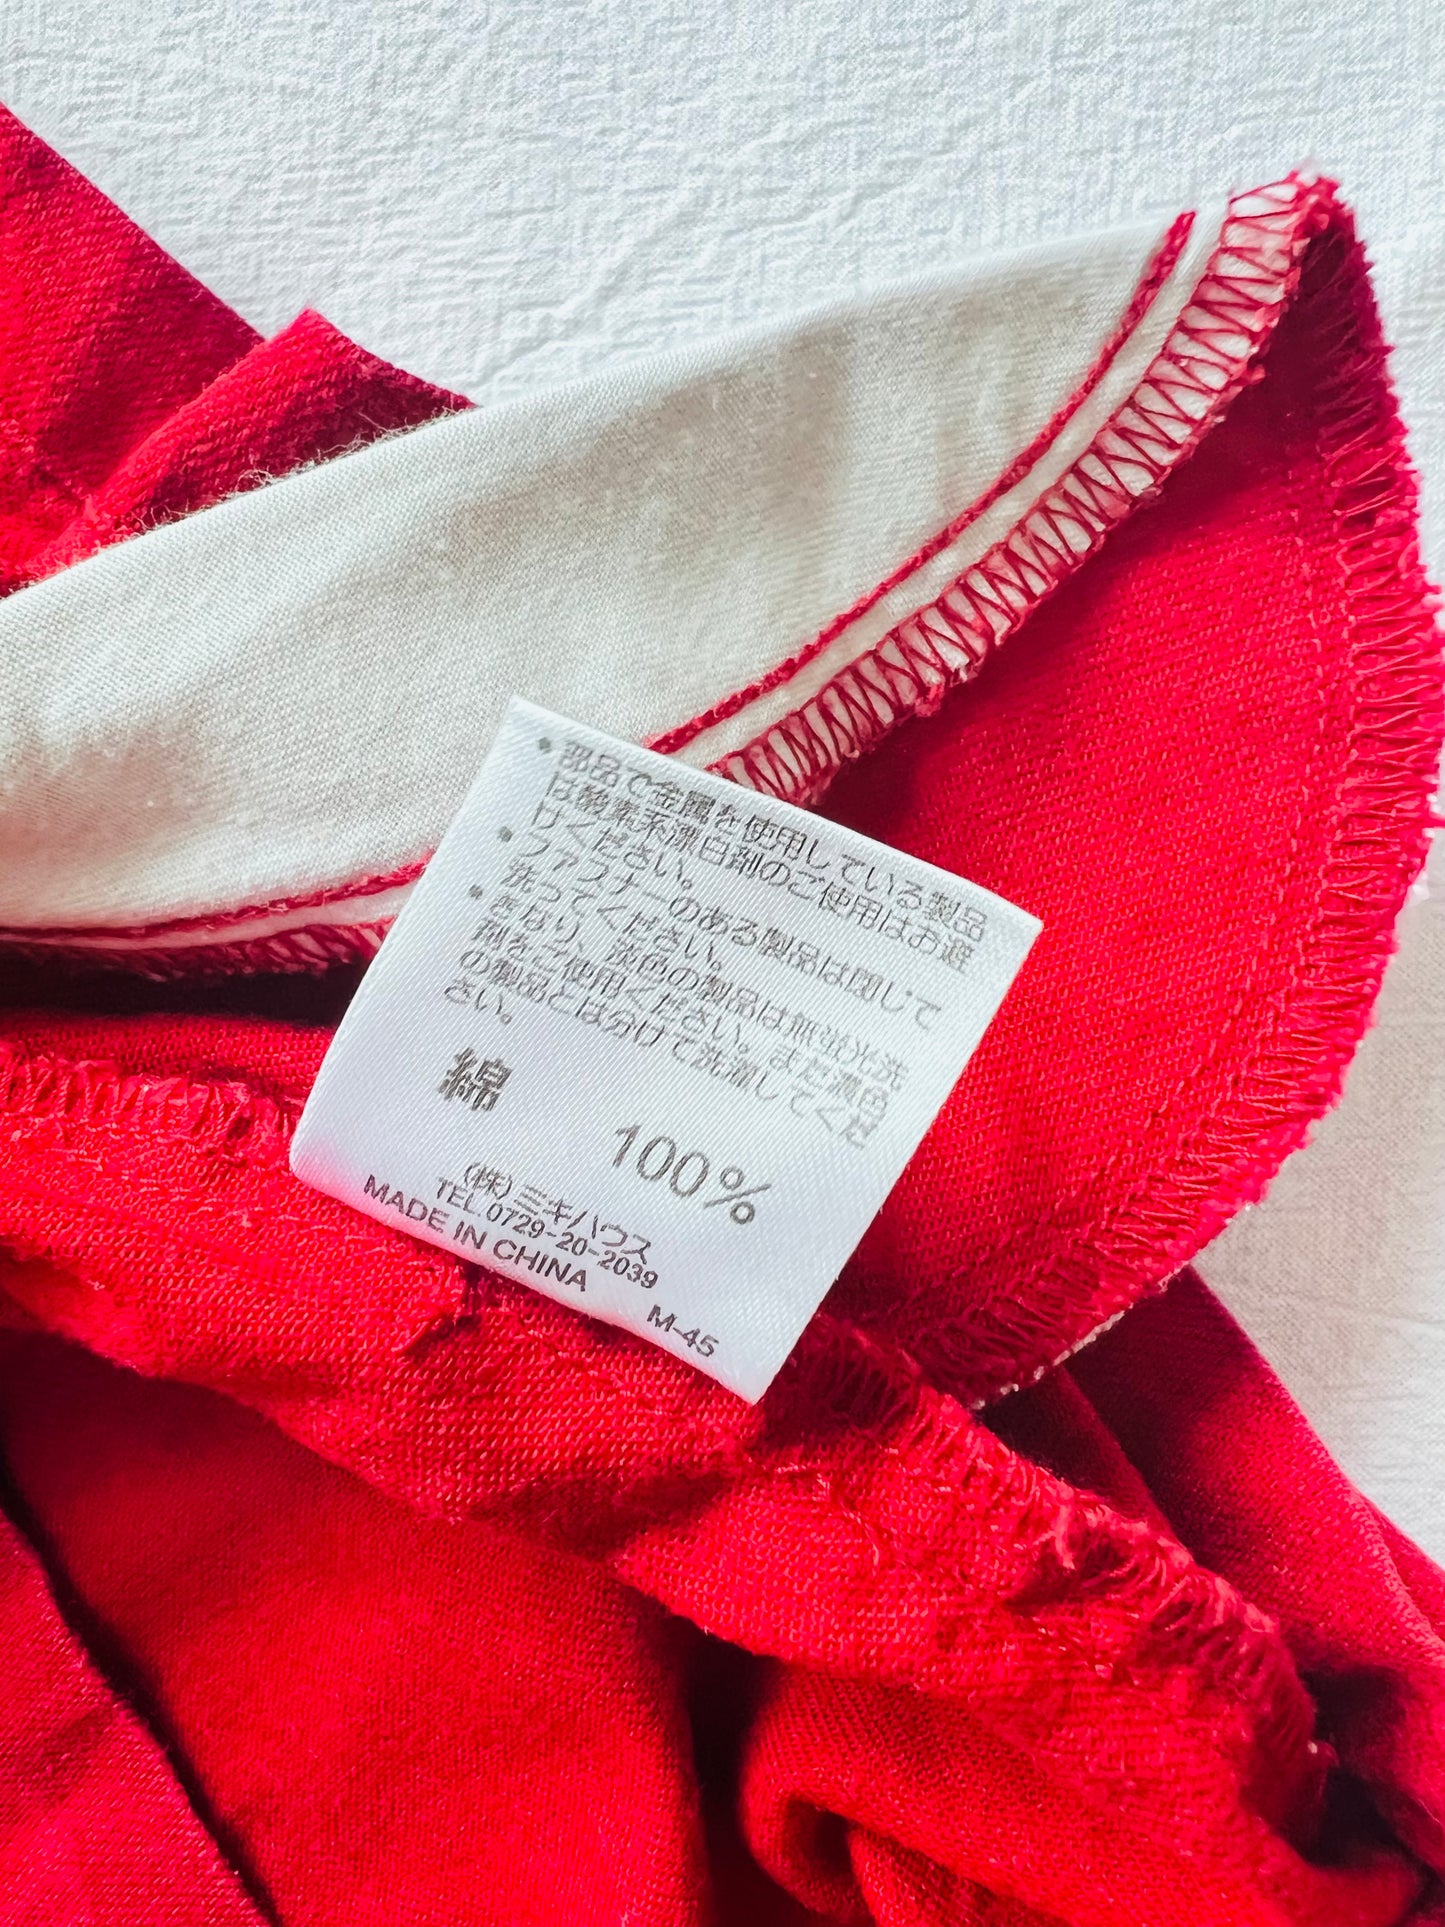 ・部品で金属を使用している製品
は酸素系漂白剤のご使用はお避
けください。
・ファスナーのある製品は閉じて
洗ってください。
・きなり、淡色の製品は無蛍光洗
剤をご使用ください。また濃色
の製品とは分けて洗濯してくだ
さい。
綿 100%
(株)ミキハウス
TEL.0729-20-2039
MADE IN CHINA
M-45